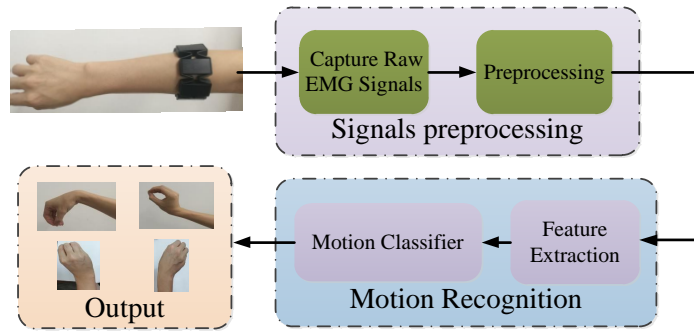 Capture Raw
EMG Signals
Preprocessing
Signals preprocessing
Feature
Extraction
Motion Classifier
Motion Recognition
Output